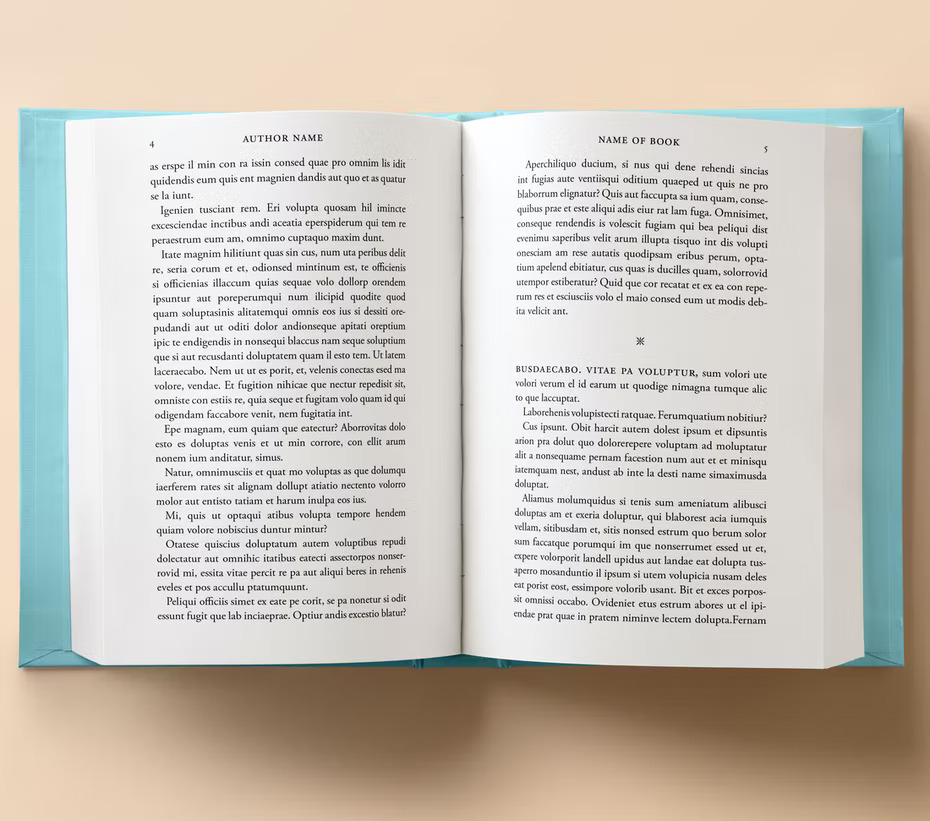 4
AUTHOR NAME
as erspe il min con ra issin consed quae pro omnim lis idit
quidendis eum quis ent magnien dandis aut quo et as quatur
se la iunt.
Igenien tusciant rem. Eri volupta quosam hil imincte
excesciendae inctibus andi aceatia eperspiderum qui tem re
peraestrum eum am, omnimo cuptaquo maxim dunt.
Itate magnim hilitiunt quas sin cus, num uta peribus delit
re, seria corum et et, odionsed mintinum est, te officienis
si officienias illaccum quias sequae volo dollorp orendem
ipsuntur aut poreperumqui num ilicipid quodite quod
quam soluptasinis alitatemqui omnis eos ius si dessiti ore-
pudandi aut ut oditi dolor andionseque apitati oreptium
ipic te endigendis in nonsequi blaccus nam seque soluptium
que si aut recusdanti doluptatem quam il esto tem. Ut latem
laceraecabo. Nem ut ut es porit, et, velenis conectas esed ma
volore, vendae. Et fugition nihicae que nectur repedisit sit,
omniste con estiis re, quia seque et fugitam volo quam id qui
odigendam faccabore venit, nem fugitatia int.
Epe magnam, eum quiam que eatectur? Aborrovitas dolo
esto es doluptas venis et ut min corrore, con ellit arum
nonem ium anditatur, simus.
Natur, omnimusciis et quat mo voluptas as que dolumqu
iaerferem rates sit alignam dollupt atiatio nectento volorro
molor aut entisto tatiam et harum inulpa eos ius.
Mi, quis ut optaqui atibus volupta tempore hendem
quiam volore nobiscius duntur mintur?
Otatese quiscius doluptatum autem voluptibus repudi
dolectatur aut omnihic itatibus eatecti assectorpos nonser-
rovid mi, essita vitae percit re pa aut aliqui beres in rehenis
eveles et pos accullu ptatumquunt.
Peliqui officiis simet ex eate pe corit, se pa nonetur si odit
essunt fugit que lab inciaeprae. Optiur andis excestio blatur?
NAME OF BOOK
5
Aperchiliquo ducium, si nus qui dene rehendi sincias
int fugias aute ventiisqui oditium quaeped ut quis ne pro
blaborrum elignatur? Quis aut faccupta sa ium quam, conse-
quibus prae et este aliqui adis eiur rat lam fuga. Omnisimet,
conseque rendendis is volescit fugiam qui bea peliqui dist
evenimu saperibus velit arum illupta tisquo int dis volupti
onesciam am rese autatis quodipsam eribus perum, opta-
tium apelend ebitiatur, cus quas is ducilles quam, solorrovid
utempor estiberatur? Quid que cor recatat et ex ea con repe-
rum res et esciusciis volo el maio consed eum ut modis deb-
ita velicit ant.
BUSDAECABO. VITAE PA VOLUPTUR, sum volori ute
volori verum el id earum ut quodige nimagna tumque alic
to que laccuptat.
Laborehenis volupistecti ratquae. Ferumquatium nobitiur?
Cus ipsunt. Obit harcit autem dolest ipsum et dipsuntis
arion pra dolut quo dolorerepere voluptam ad moluptatur
alit a nonsequame pernam facestion num aut et et minisqu
iatemquam nest, andust ab inte la desti name simaximusda
doluptat.
Aliamus molumquidus si tenis sum ameniatum alibusci
doluptas am et exeria doluptur, qui blaborest acia iumquis
vellam, sitibusdam et, sitis nonsed estrum quo berum solor
sum faccatque porumqui im que nonserrumet essed ut et,
expere volorporit landell upidus aut landae eat dolupta tus-
aperro mosanduntio il ipsum si utem volupicia nusam deles
eat porist eost, essimpore volorib usant. Bit et exces porpos-
sit omnissi occabo. Ovideniet etus estrum abores ut el ipi-
endae prat quae in pratem niminve lectem dolupta.Fernam